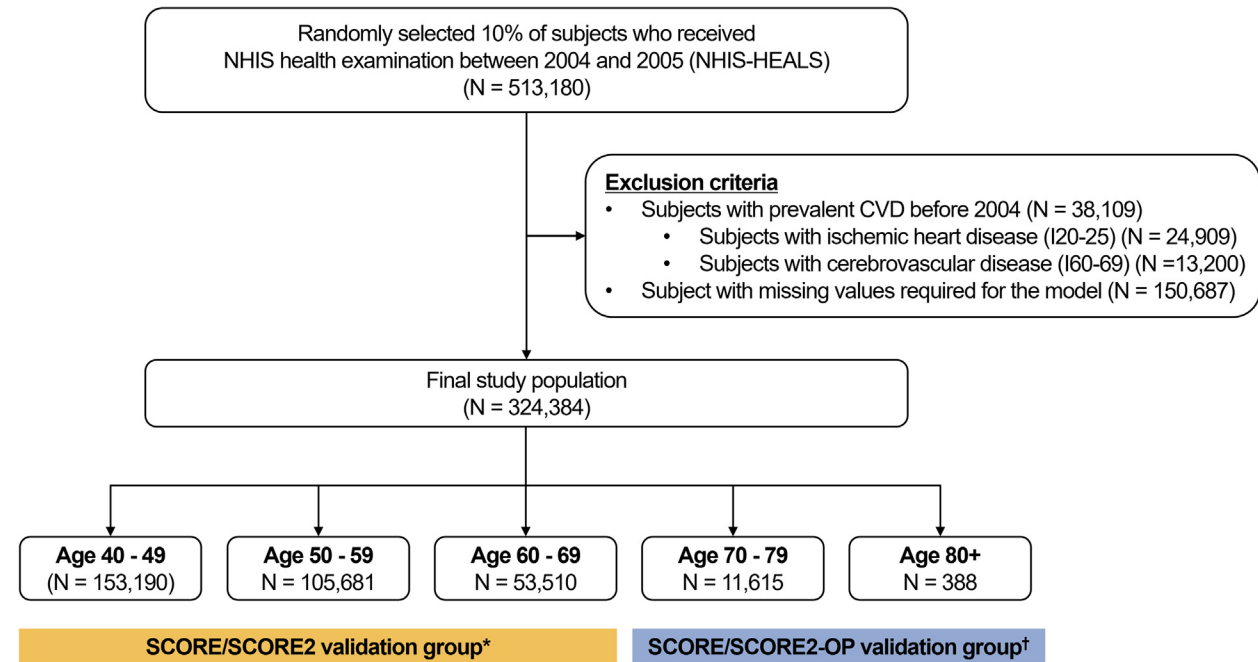 Randomly selected 10% of subjects who received
NHIS health examination between 2004 and 2005 (NHIS-HEALS)
(N = 513,180)
Exclusion criteria
• Subjects with prevalent CVD before 2004 (N = 38,109)
• Subjects with ischemic heart disease (I20-25) (N = 24,909)
• Subjects with cerebrovascular disease (I60-69) (N =13,200)
• Subject with missing values required for the model (N = 150,687)
Final study population
(N = 324,384)
Age 40 - 49
(N = 153,190)
Age 50 - 59
N = 105,681
Age 60 - 69
N = 53,510
Age 70 - 79
N = 11,615
Age 80+
N = 388
SCORE/SCORE2 validation group*
SCORE/SCORE2-OP validation group†